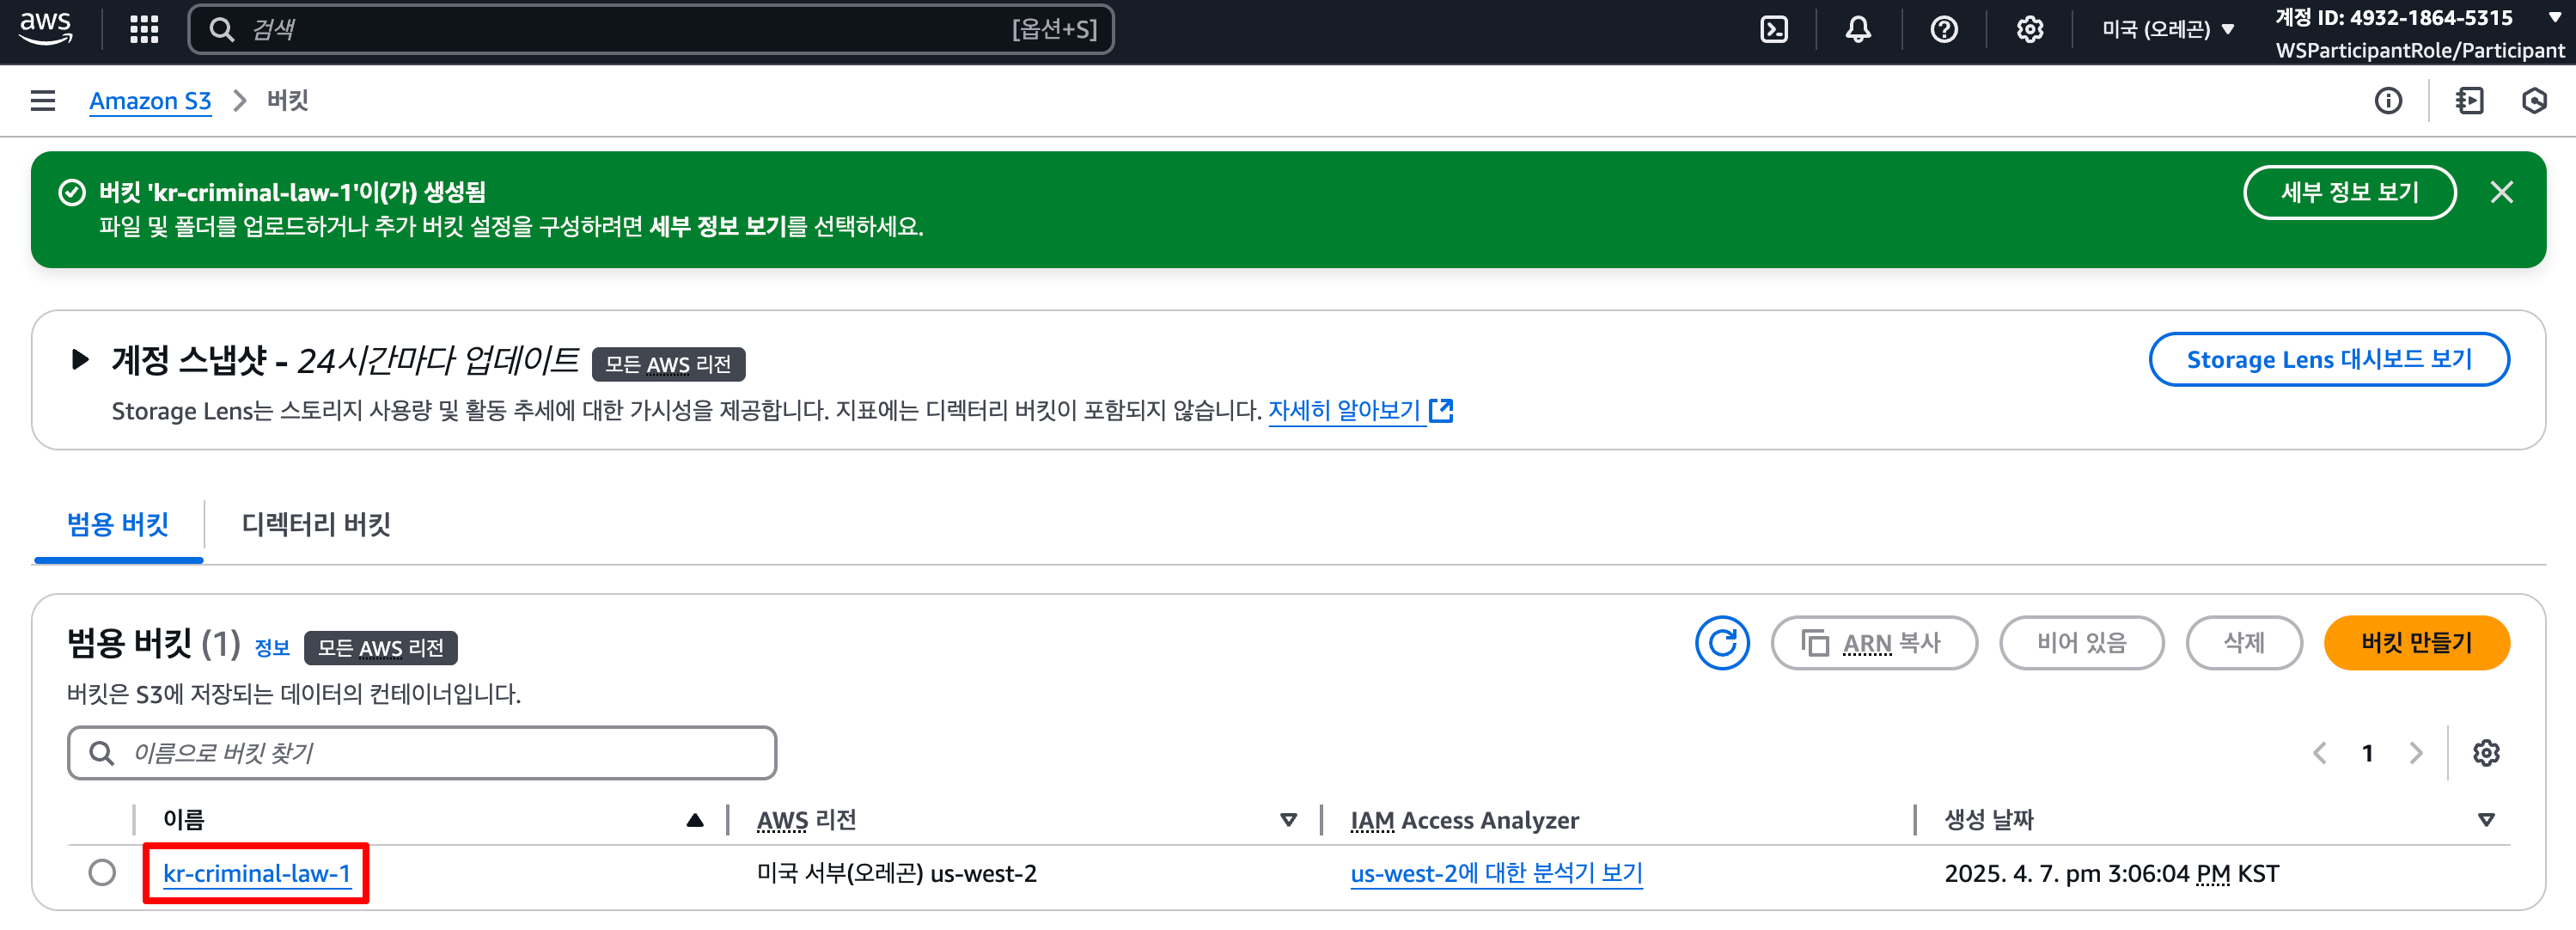 aws
검색 [옵션+S]
미국 (오레곤)
계정 ID: 4932-1864-5315
WSParticipantRole/Participant
Amazon S3 버킷
버킷 'kr-criminal-law-1'이(가) 생성됨
파일 및 폴더를 업로드하거나 추가 버킷 설정을 구성하려면 세부 정보 보기를 선택하세요.
세부 정보 보기
계정 스냅샷 - 24시간마다 업데이트 모든 AWS 리전
Storage Lens 대시보드 보기
Storage Lens는 스토리지 사용량 및 활동 추세에 대한 가시성을 제공합니다. 지표에는 디렉터리 버킷이 포함되지 않습니다. 자세히 알아보기
범용 버킷 디렉터리 버킷
범용 버킷 (1) 정보 모든 AWS 리전
ARN 복사 비어 있음 삭제 버킷 만들기
버킷은 S3에 저장되는 데이터의 컨테이너입니다.
이름으로 버킷 찾기
1
이름 AWS 리전 IAM Access Analyzer 생성 날짜
kr-criminal-law-1 미국 서부(오레곤) us-west-2 us-west-2에 대한 분석기 보기 2025. 4. 7. pm 3:06:04 PM KST